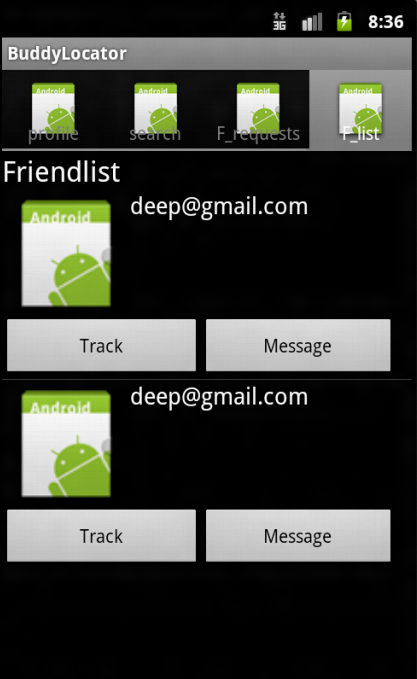 3G 8:36
BuddyLocator
Android Android Android Android
profile search F_requests F_list
Friendlist
Android deep@gmail.com
Track Message
deep@gmail.com
Android
Track Message